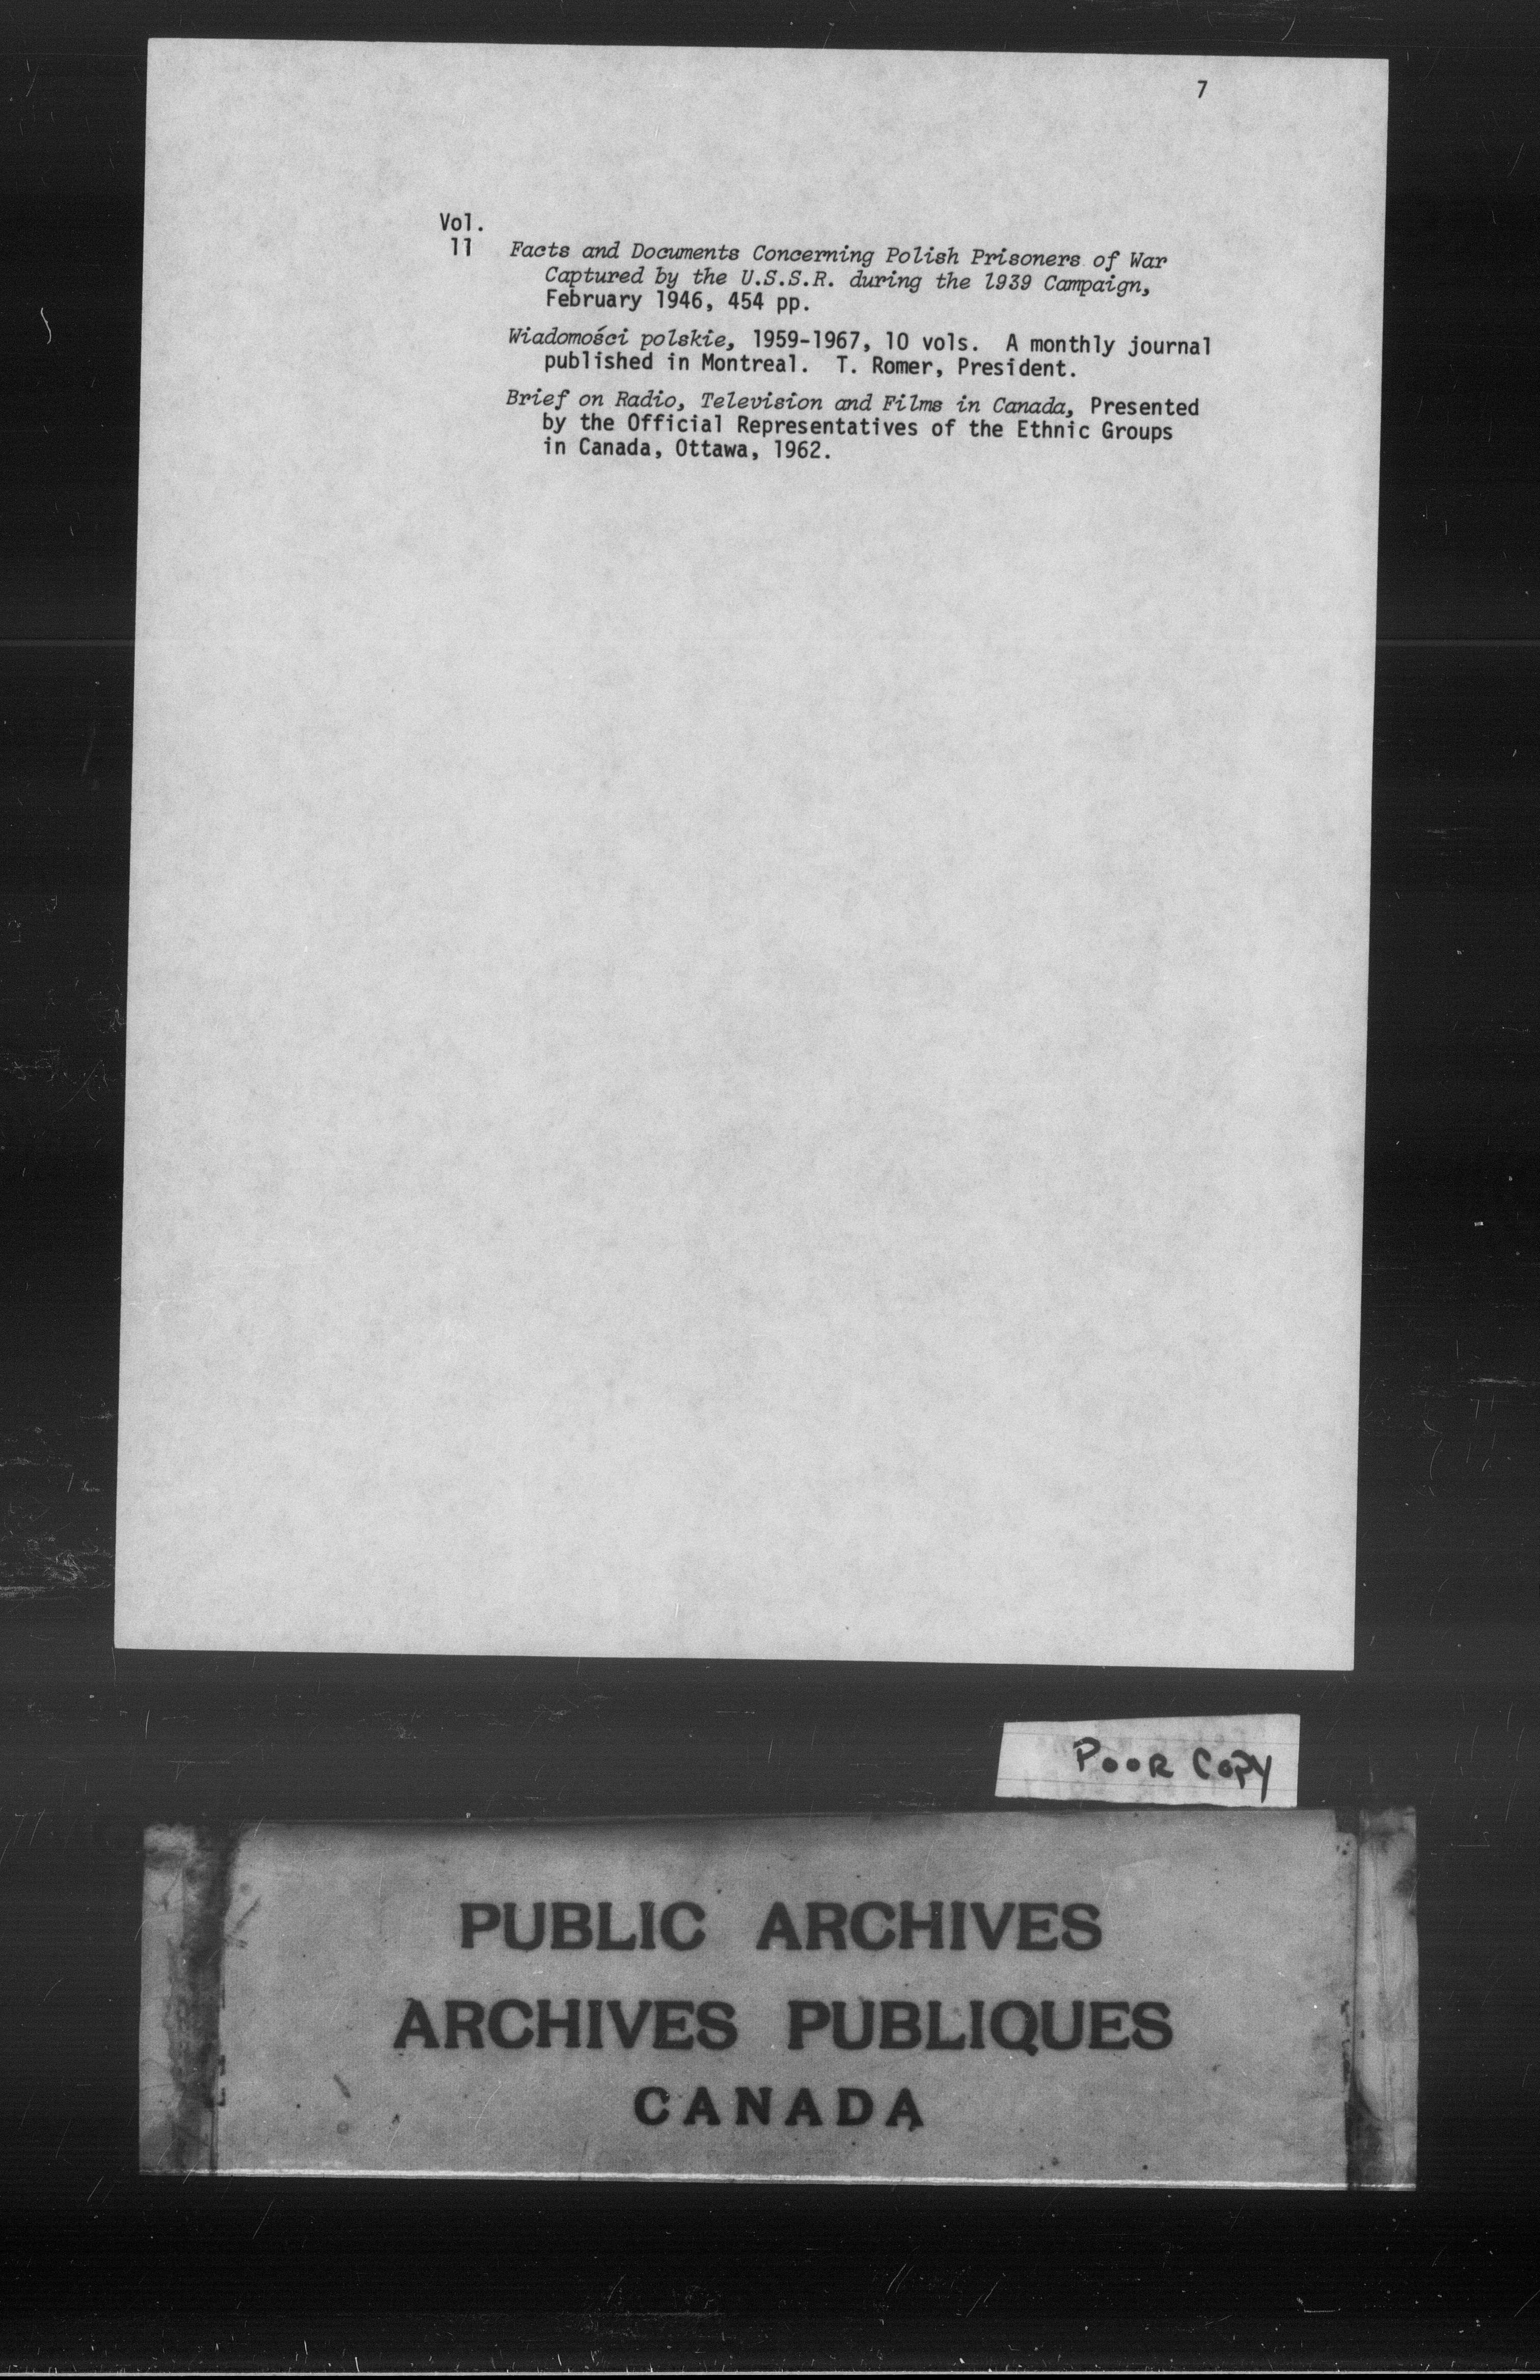 7
Vol.
11 Facts and Documents Concerning Polish Prisoners of War
Captured by the U.S.S.R. during the 1939 Campaign,
February 1946, 454 pp.
Wiadomości polskie, 1959-1967, 10 vols. A monthly journal
published in Montreal. T. Romer, President.
Brief on Radio, Television and Films in Canada, Presented
by the Official Representatives of the Ethnic Groups
in Canada, Ottawa, 1962.
POOR COPY
PUBLIC ARCHIVES
ARCHIVES PUBLIQUES
CANADA